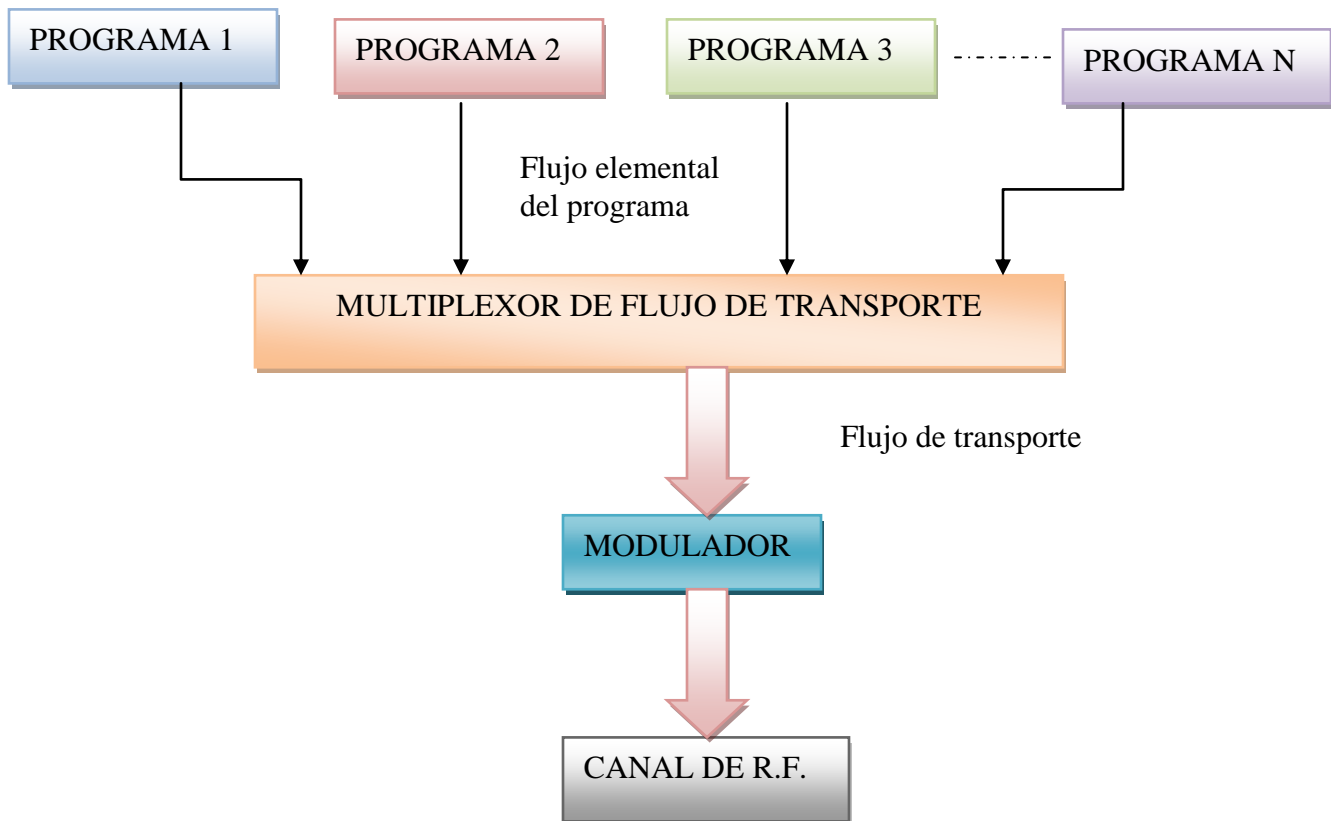 PROGRAMA 1
PROGRAMA 2
PROGRAMA 3
PROGRAMA N
Flujo elemental
del programa
MULTIPLEXOR DE FLUJO DE TRANSPORTE
Flujo de transporte
MODULADOR
CANAL DE R.F.